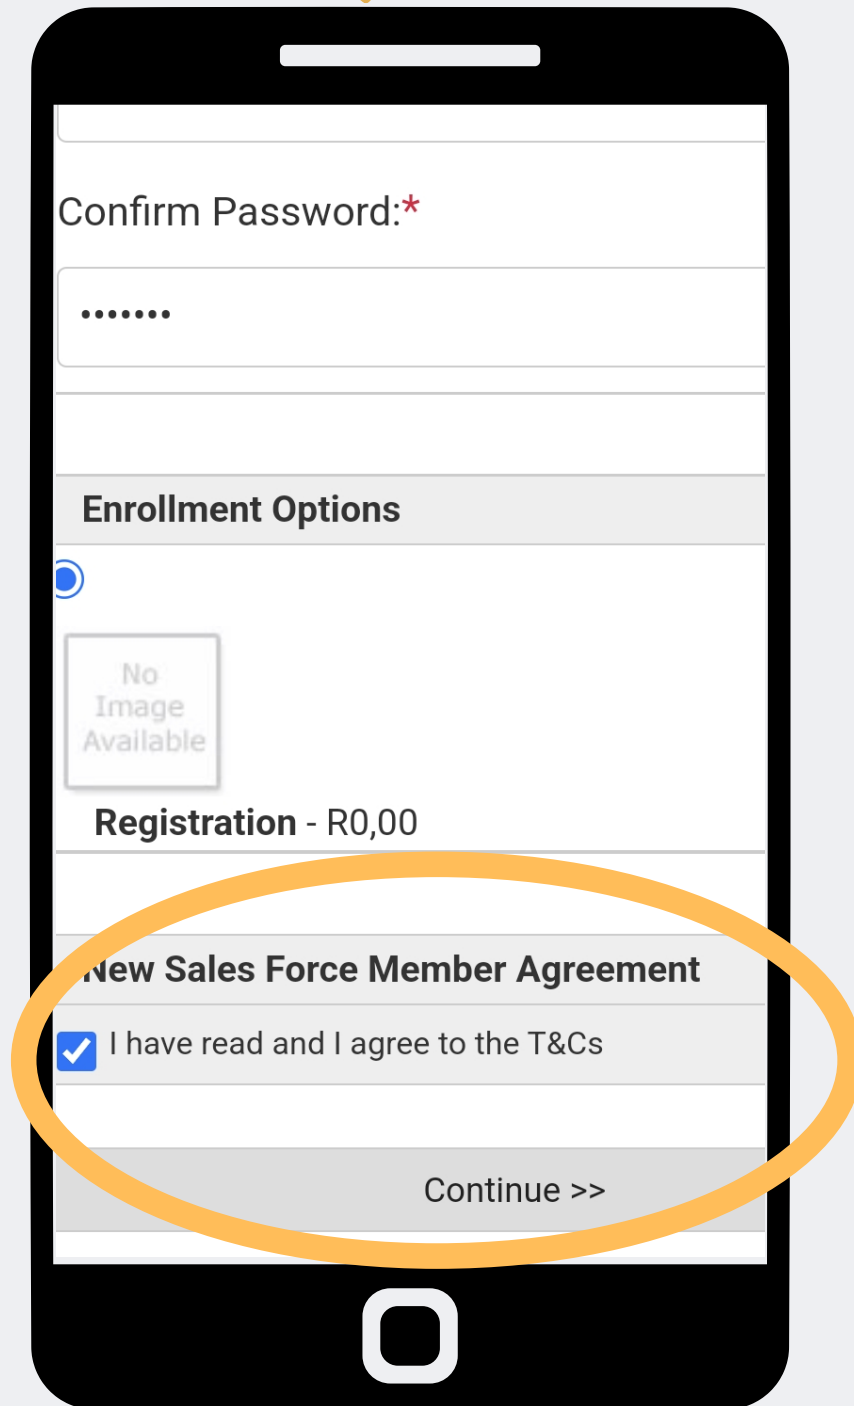 Confirm Password:*
•••••••
Enrollment Options
No
Image
Available
Registration - R0,00
New Sales Force Member Agreement
I have read and I agree to the T&Cs
Continue >>